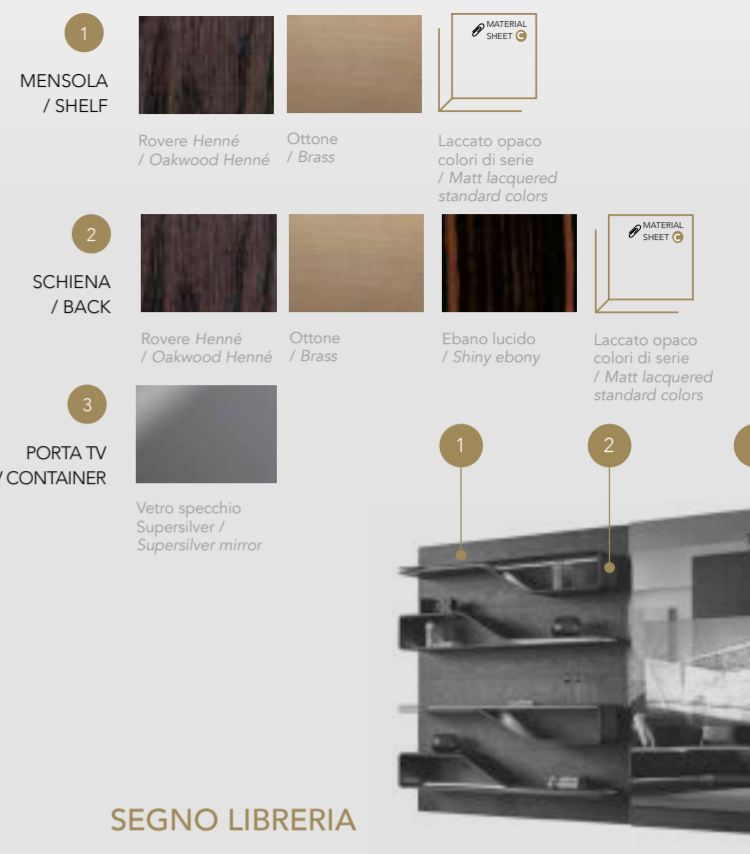 1
MENSOLA
/ SHELF
Rovere Henné
/ Oakwood Henné
Ottone
/ Brass
MATERIAL
SHEET C
Laccato opaco
colori di serie
/ Matt lacquered
standard colors
2
SCHIENA
/ BACK
Rovere Henné
/ Oakwood Henné
Ottone
/ Brass
Ebano lucido
/ Shiny ebony
MATERIAL
SHEET C
Laccato opaco
colori di serie
/ Matt lacquered
standard colors
3
PORTA TV
/ CONTAINER
Vetro specchio
Supersilver /
Supersilver mirror
1
2
SEGNO LIBRERIA